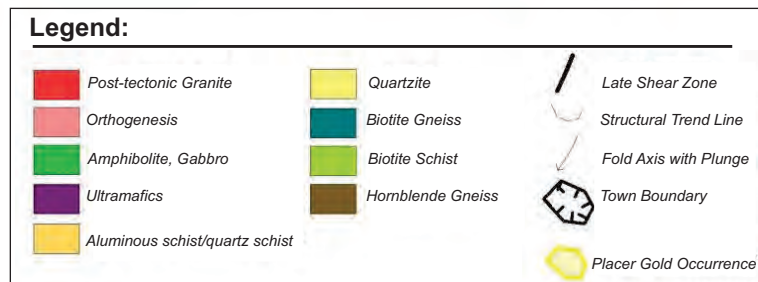 Legend:
Post-tectonic Granite
Orthogenesis
Amphibolite, Gabbro
Ultramafics
Aluminous schist/quartz schist
Quartzite
Biotite Gneiss
Biotite Schist
Hornblende Gneiss
Late Shear Zone
Structural Trend Line
Fold Axis with Plunge
Town Boundary
Placer Gold Occurrence